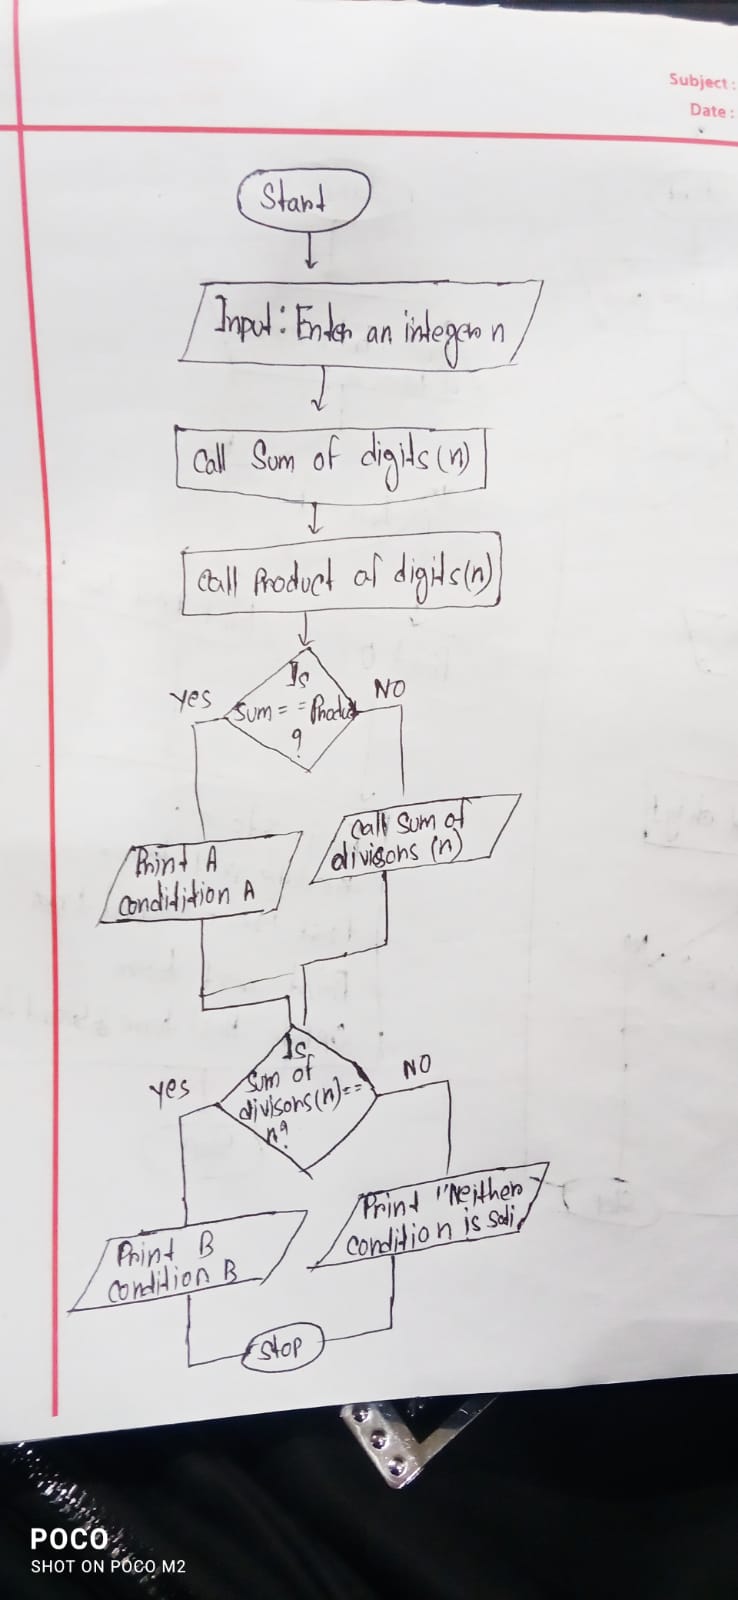 Subject:
Date:
Start
Input: Enter an integer n
Call Sum of digits (n)
Call Product of digits (n)
Is
Sum == Product
?
Yes
NO
Print A
condidition A
Call Sum of
divisons (n)
Is
Sum of
divisons (n) ==
n?
Yes
NO
Print B
condition B
Print "Neither
condition is sati
Stop
POCO
SHOT ON POCO M2